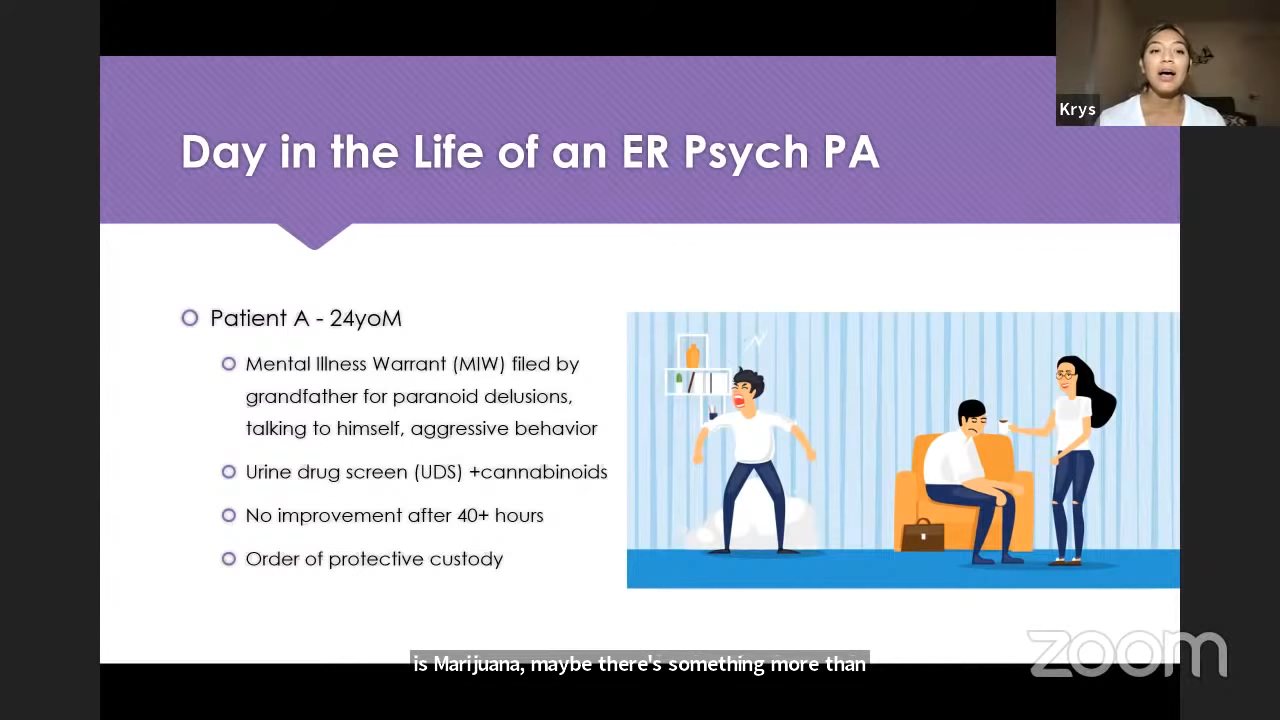 Krys
Day in the Life of an ER Psych PA
Patient A - 24yoM
Mental Illness Warrant (MIW) filed by
grandfather for paranoid delusions,
talking to himself, aggressive behavior
Urine drug screen (UDS) +cannabinoids
No improvement after 40+ hours
Order of protective custody
is Marijuana, maybe there's something more than
zoom